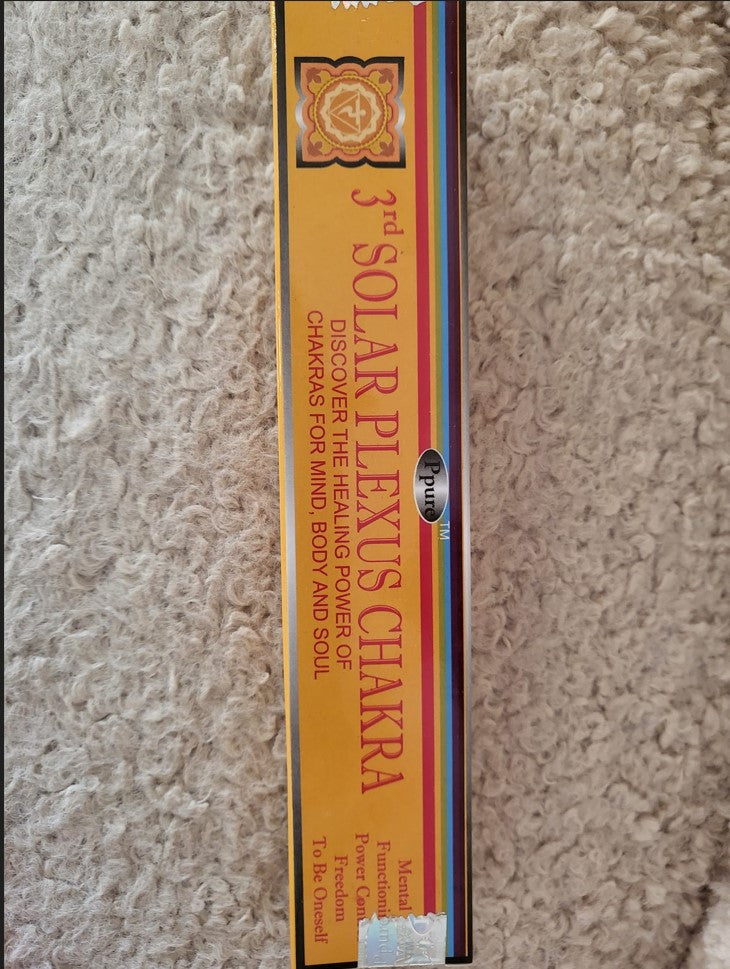 Ppure
TM
3rd SOLAR PLEXUS CHAKRA
DISCOVER THE HEALING POWER OF
CHAKRAS FOR MIND, BODY AND SOUL
Mental
Power
Freedom
To Be Oneself